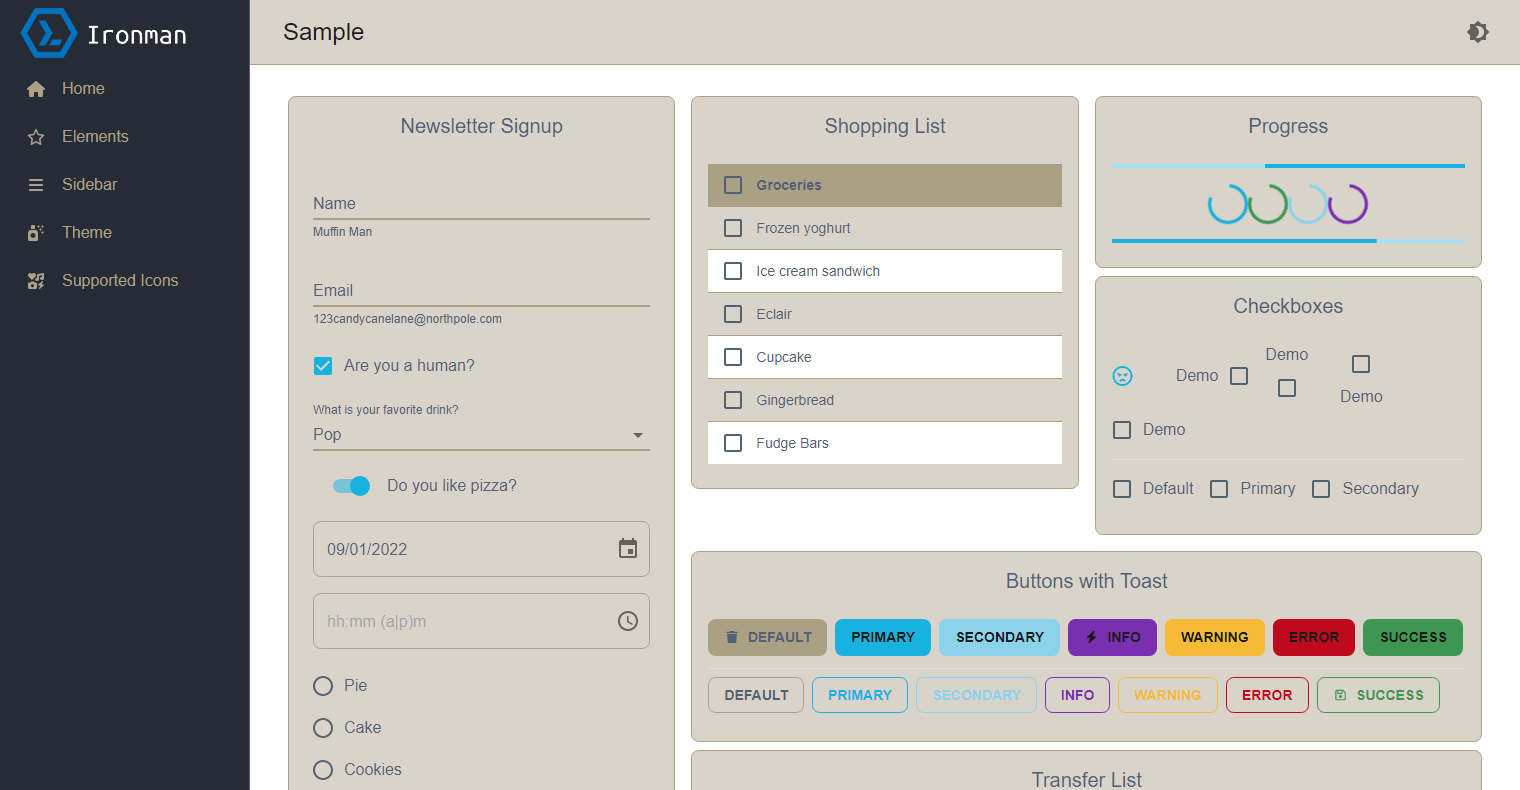 Ironman
Home
Elements
Sidebar
Theme
Supported Icons
Sample
Newsletter Signup
Name
Muffin Man
Email
123candycanelane@northpole.com
Are you a human?
What is your favorite drink?
Pop
Do you like pizza?
09/01/2022
hh:mm (a|p)m
Pie
Cake
Cookies
Shopping List
Groceries
Frozen yoghurt
Ice cream sandwich
Eclair
Cupcake
Gingerbread
Fudge Bars
Progress
Checkboxes
Demo
Demo
Demo
Demo
Default Primary Secondary
Buttons with Toast
DEFAULT PRIMARY SECONDARY INFO WARNING ERROR SUCCESS
DEFAULT PRIMARY SECONDARY INFO WARNING ERROR SUCCESS
Transfer List